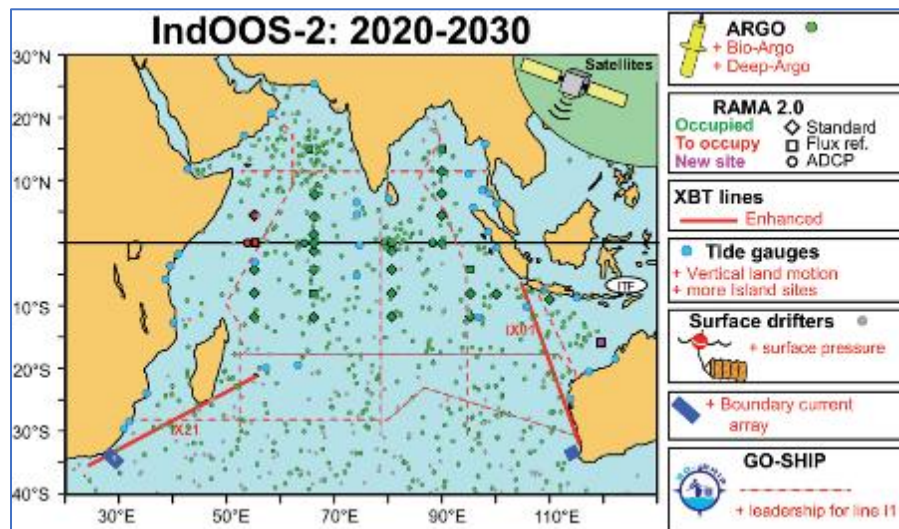 IndOOS-2: 2020-2030
30°N
20°N
10°N
0°
10°S
20°S
30°S
40°S
30°E
50°E
70°E
90°E
110°E
Satellites
ITF
IX01
IX21
ARGO
+ Bio-Argo
+ Deep-Argo
RAMA 2.0
Occupied
Standard
To occupy
Flux ref.
New site
ADCP
XBT lines
Enhanced
Tide gauges
+ Vertical land motion
+ more Island sites
Surface drifters
+ surface pressure
+ Boundary current
array
GO-SHIP
GO-SHIP
+ leadership for line I1